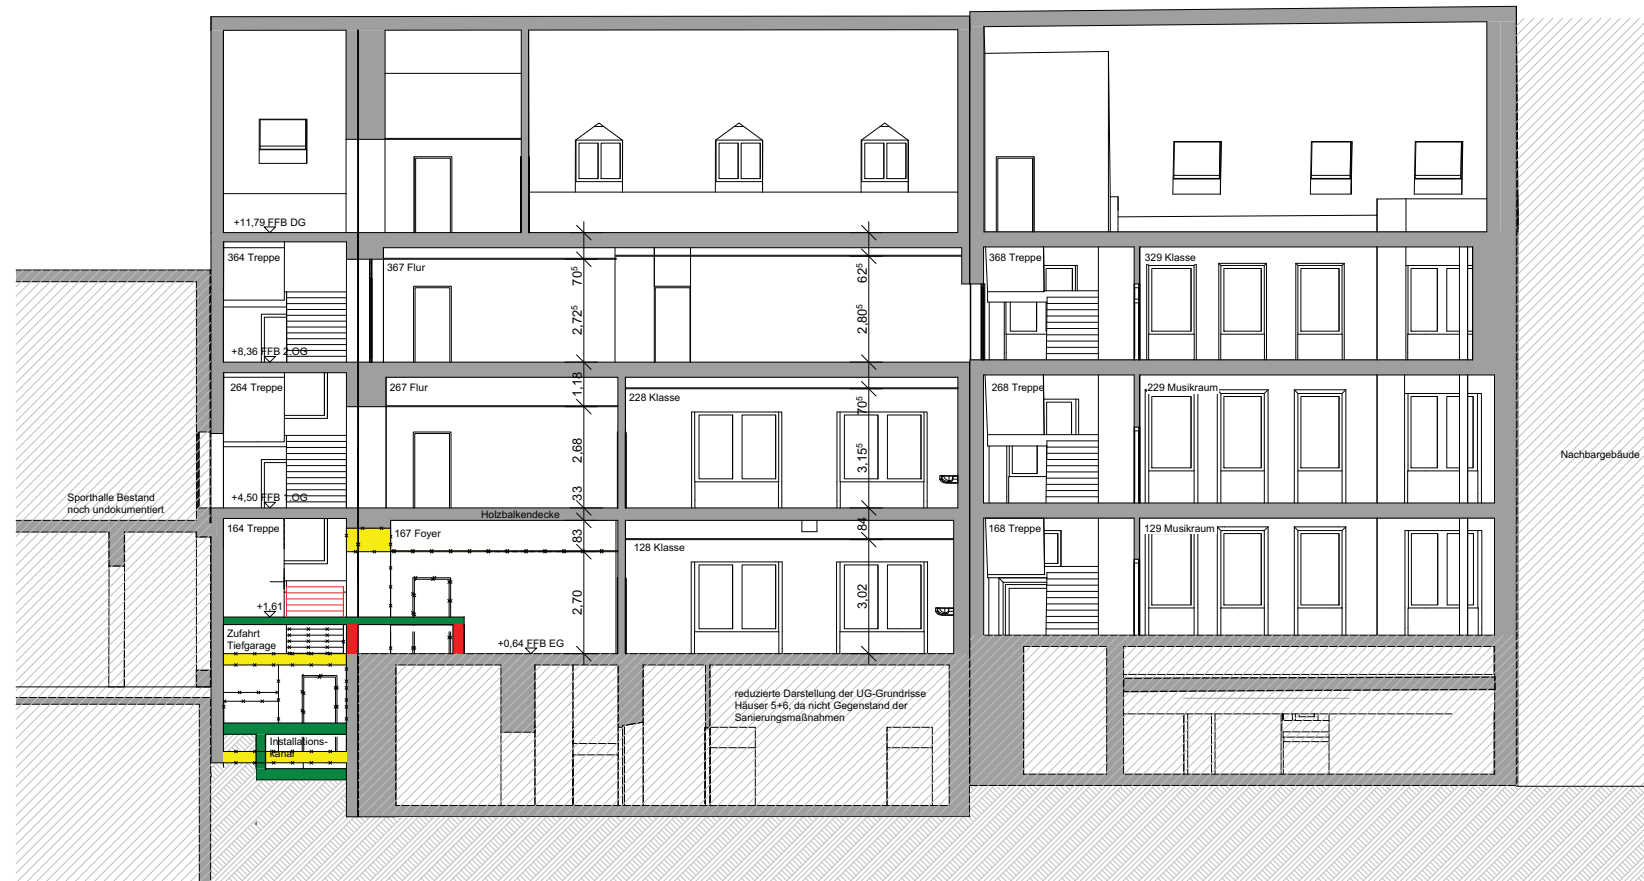 +11,79 FFB DG
364 Treppe
367 Flur
70⁵
62⁵
368 Treppe
329 Klasse
2,72⁵
2,80⁵
+8,36 FFB 2.OG
264 Treppe
267 Flur
1,18
228 Klasse
70⁵
268 Treppe
229 Musikraum
2,68
3,15⁵
Nachbargebäude
Sporthalle Bestand
noch undokumentiert
+4,50 FFB 1.OG
33
Holzbalkendecke
164 Treppe
167 Foyer
83
128 Klasse
84
168 Treppe
129 Musikraum
2,70
3,02
+1,61
Zufahrt
Tiefgarage
+0,64 FFB EG
reduzierte Darstellung der UG-Grundrisse
Häuser 5+6, da nicht Gegenstand der
Sanierungsmaßnahmen
Installations-
kanal